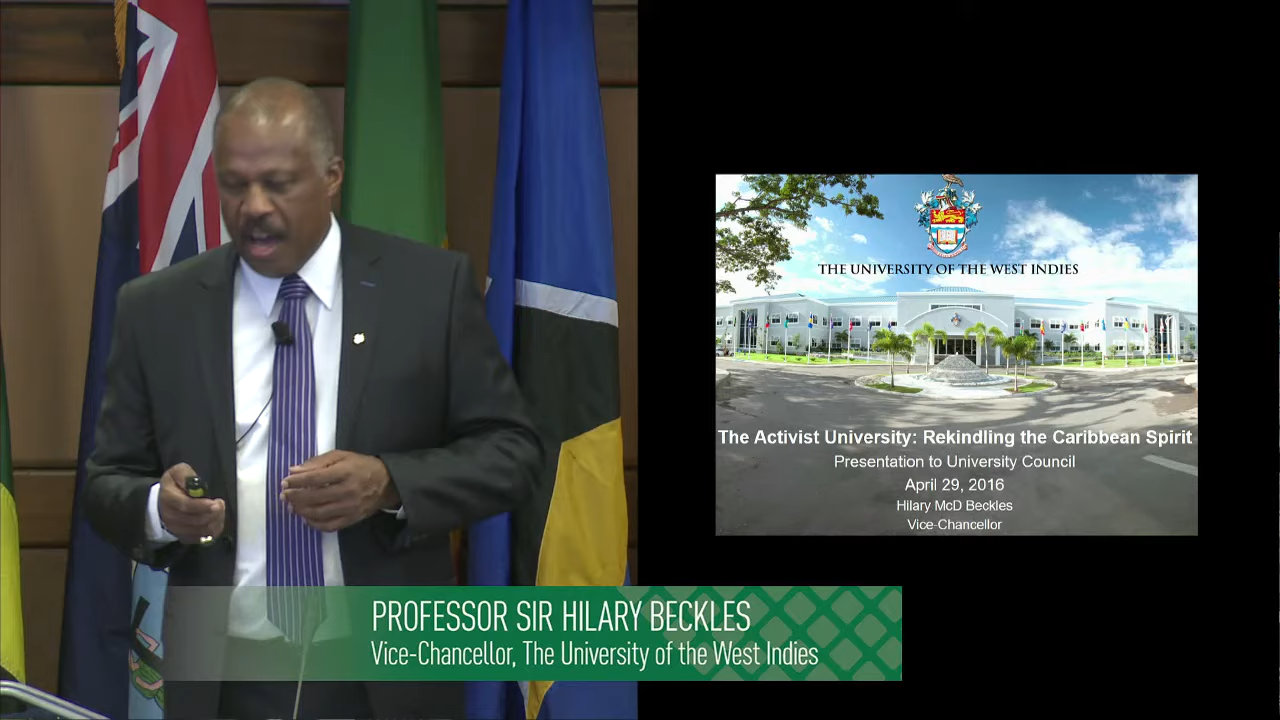 THE UNIVERSITY OF THE WEST INDIES
The Activist University: Rekindling the Caribbean Spirit
Presentation to University Council
April 29, 2016
Hilary McD Beckles
Vice-Chancellor
PROFESSOR SIR HILARY BECKLES
Vice-Chancellor, The University of the West Indies